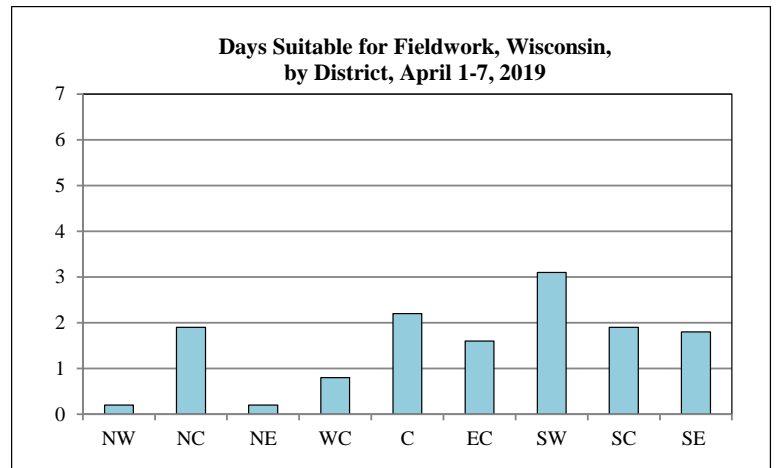 Days Suitable for Fieldwork, Wisconsin,
by District, April 1-7, 2019
7
6
5
4
3
2
1
0
NW NC NE WC C EC SW SC SE